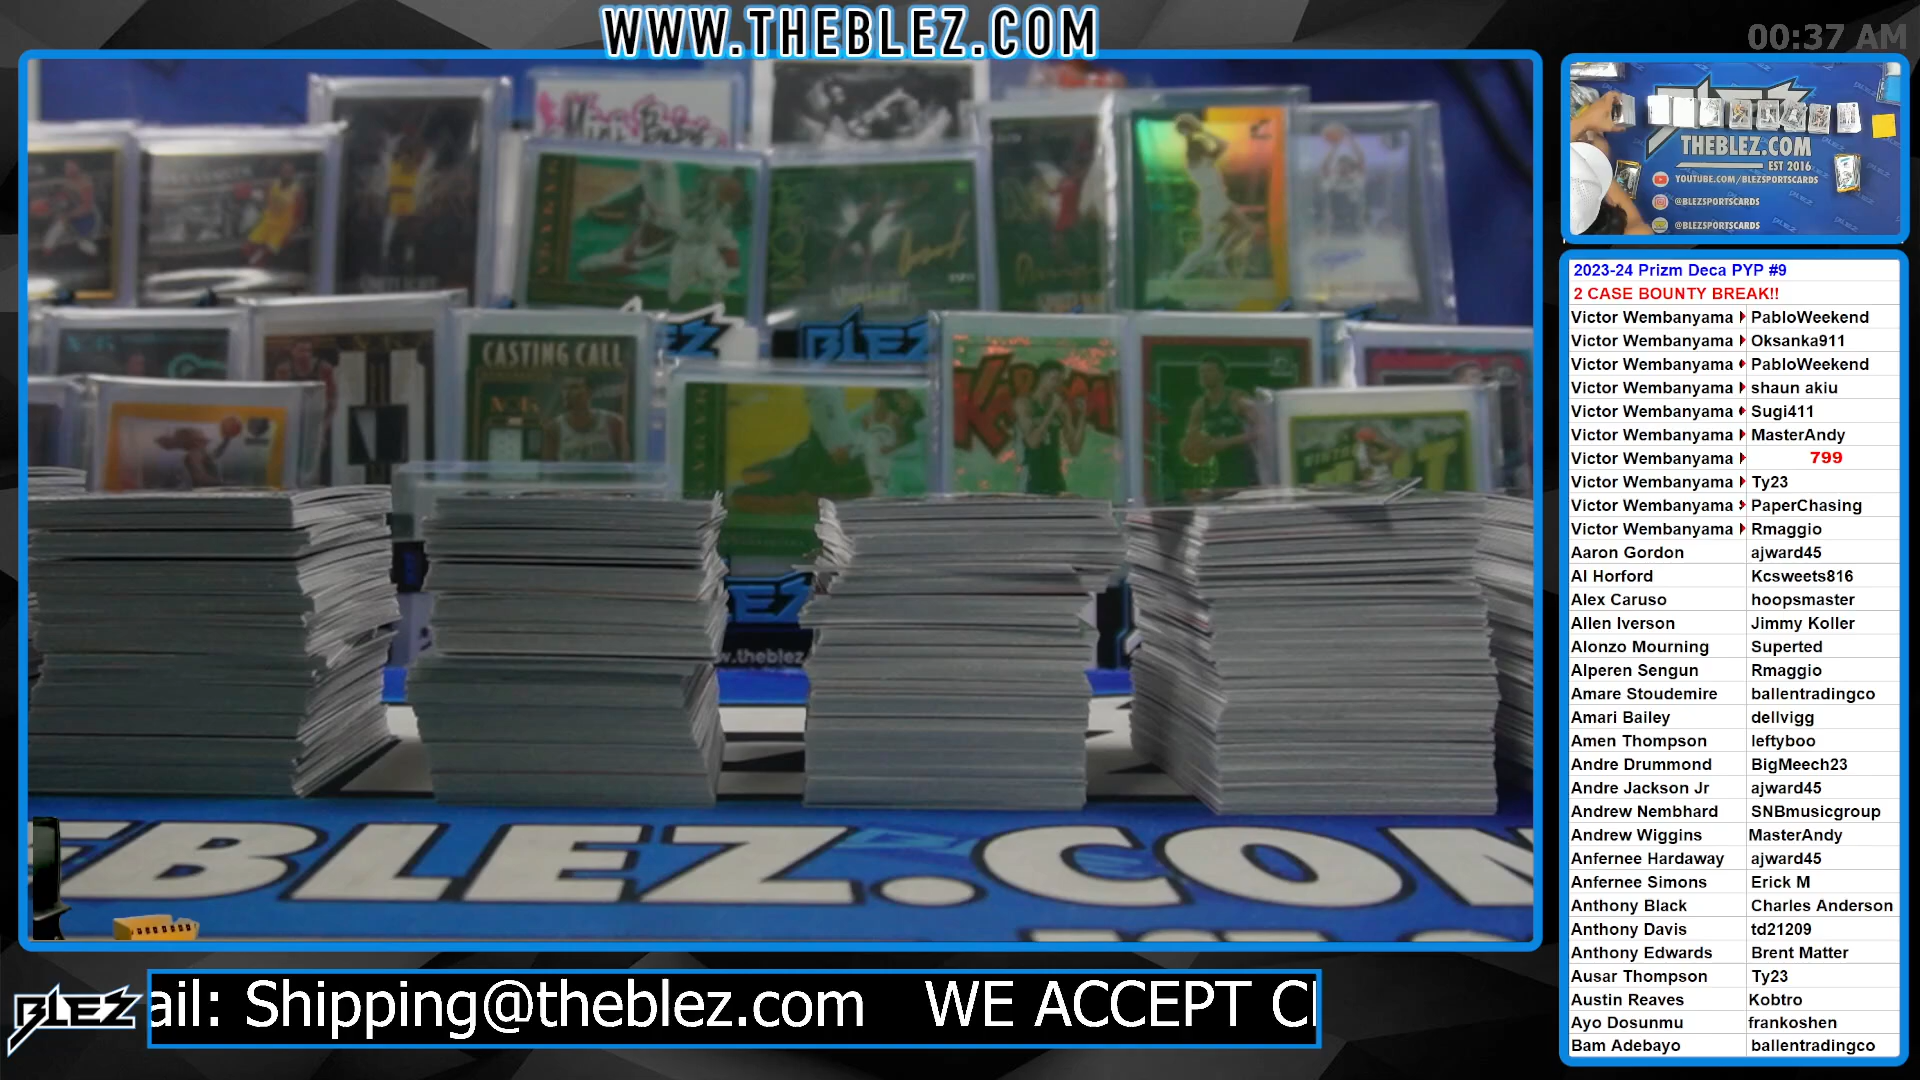 WWW.THEBLEZ.COM
00:37 AM
BLEZ
THEBLEZ.COM
EST 2016
YOUTUBE.COM/BLEZSPORTSCARDS
@BLEZSPORTSCARDS
@BLEZSPORTSCARDS
2023-24 Prizm Deca PYP #9
2 CASE BOUNTY BREAK!!
Victor Wembanyama PabloWeekend
Victor Wembanyama Oksanka911
Victor Wembanyama PabloWeekend
Victor Wembanyama shaun akiu
Victor Wembanyama Sugi411
Victor Wembanyama MasterAndy
Victor Wembanyama 799
Victor Wembanyama Ty23
Victor Wembanyama PaperChasing
Victor Wembanyama Rmaggio
Aaron Gordon ajward45
Al Horford Kcsweets816
Alex Caruso hoopsmaster
Allen Iverson Jimmy Koller
Alonzo Mourning Superted
Alperen Sengun Rmaggio
Amare Stoudemire ballentradingco
Amari Bailey dellvigg
Amen Thompson leftyboo
Andre Drummond BigMeech23
Andre Jackson Jr ajward45
Andrew Nembhard SNBmusicgroup
Andrew Wiggins MasterAndy
Anfernee Hardaway ajward45
Anfernee Simons Erick M
Anthony Black Charles Anderson
Anthony Davis td21209
Anthony Edwards Brent Matter
Ausar Thompson Ty23
Austin Reaves Kobtro
Ayo Dosunmu frankoshen
Bam Adebayo ballentradingco
CASTING CALL
BLEZ
w.theblez
EBLEZ.COM
BLEZ
ail: Shipping@theblez.com WE ACCEPT